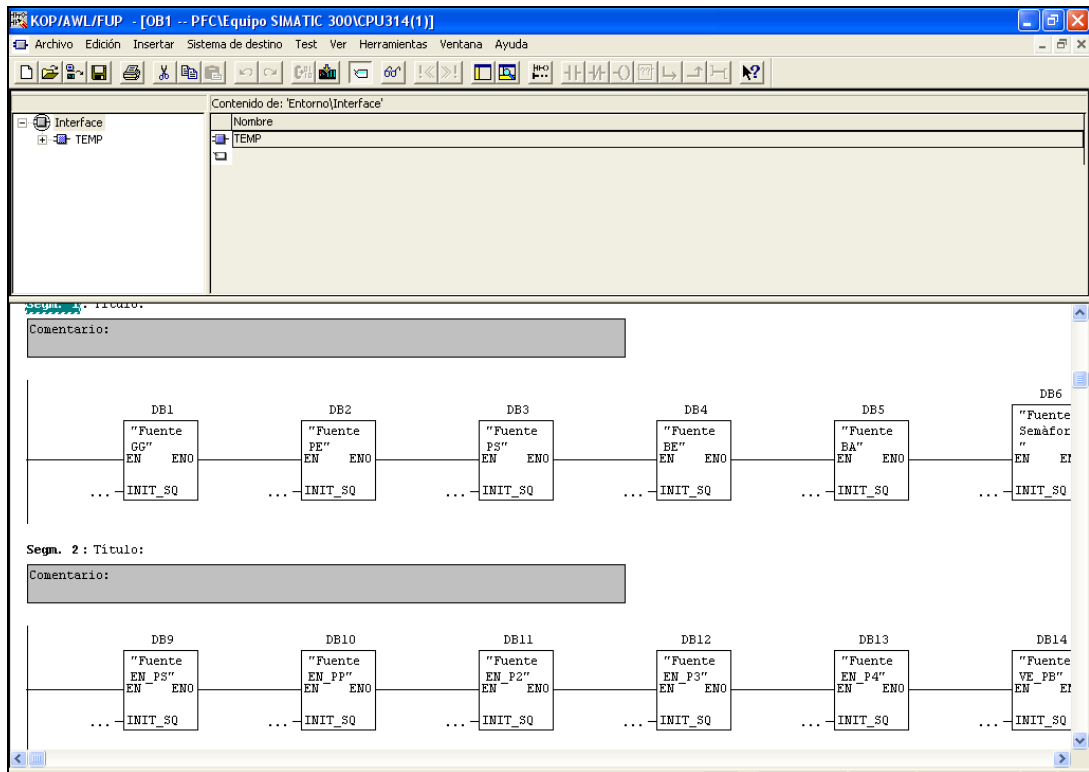 KOP/AWL/FUP - [OB1 -- PFC\Equipo SIMATIC 300\CPU314(1)]
Archivo Edición Insertar Sistema de destino Test Ver Herramientas Ventana Ayuda
Contenido de: 'Entorno\Interface'
Interface
TEMP
Nombre
TEMP
Segm. 1: Título:
Comentario:
DB1 DB2 DB3 DB4 DB5 DB6
"Fuente "Fuente "Fuente "Fuente "Fuente "Fuente
GG" PE" PS" BE" BA" Semàfor
"
EN ENO EN ENO EN ENO EN ENO EN ENO EN
... INIT_SQ ... INIT_SQ ... INIT_SQ ... INIT_SQ ... INIT_SQ ... INIT_SQ
Segm. 2 : Título:
Comentario:
DB9 DB10 DB11 DB12 DB13 DB14
"Fuente "Fuente "Fuente "Fuente "Fuente "Fuente
EN_PS" EN_PP" EN_P2" EN_P3" EN_P4" VE_PB"
EN ENO EN ENO EN ENO EN ENO EN ENO EN
... INIT_SQ ... INIT_SQ ... INIT_SQ ... INIT_SQ ... INIT_SQ ... INIT_SQ